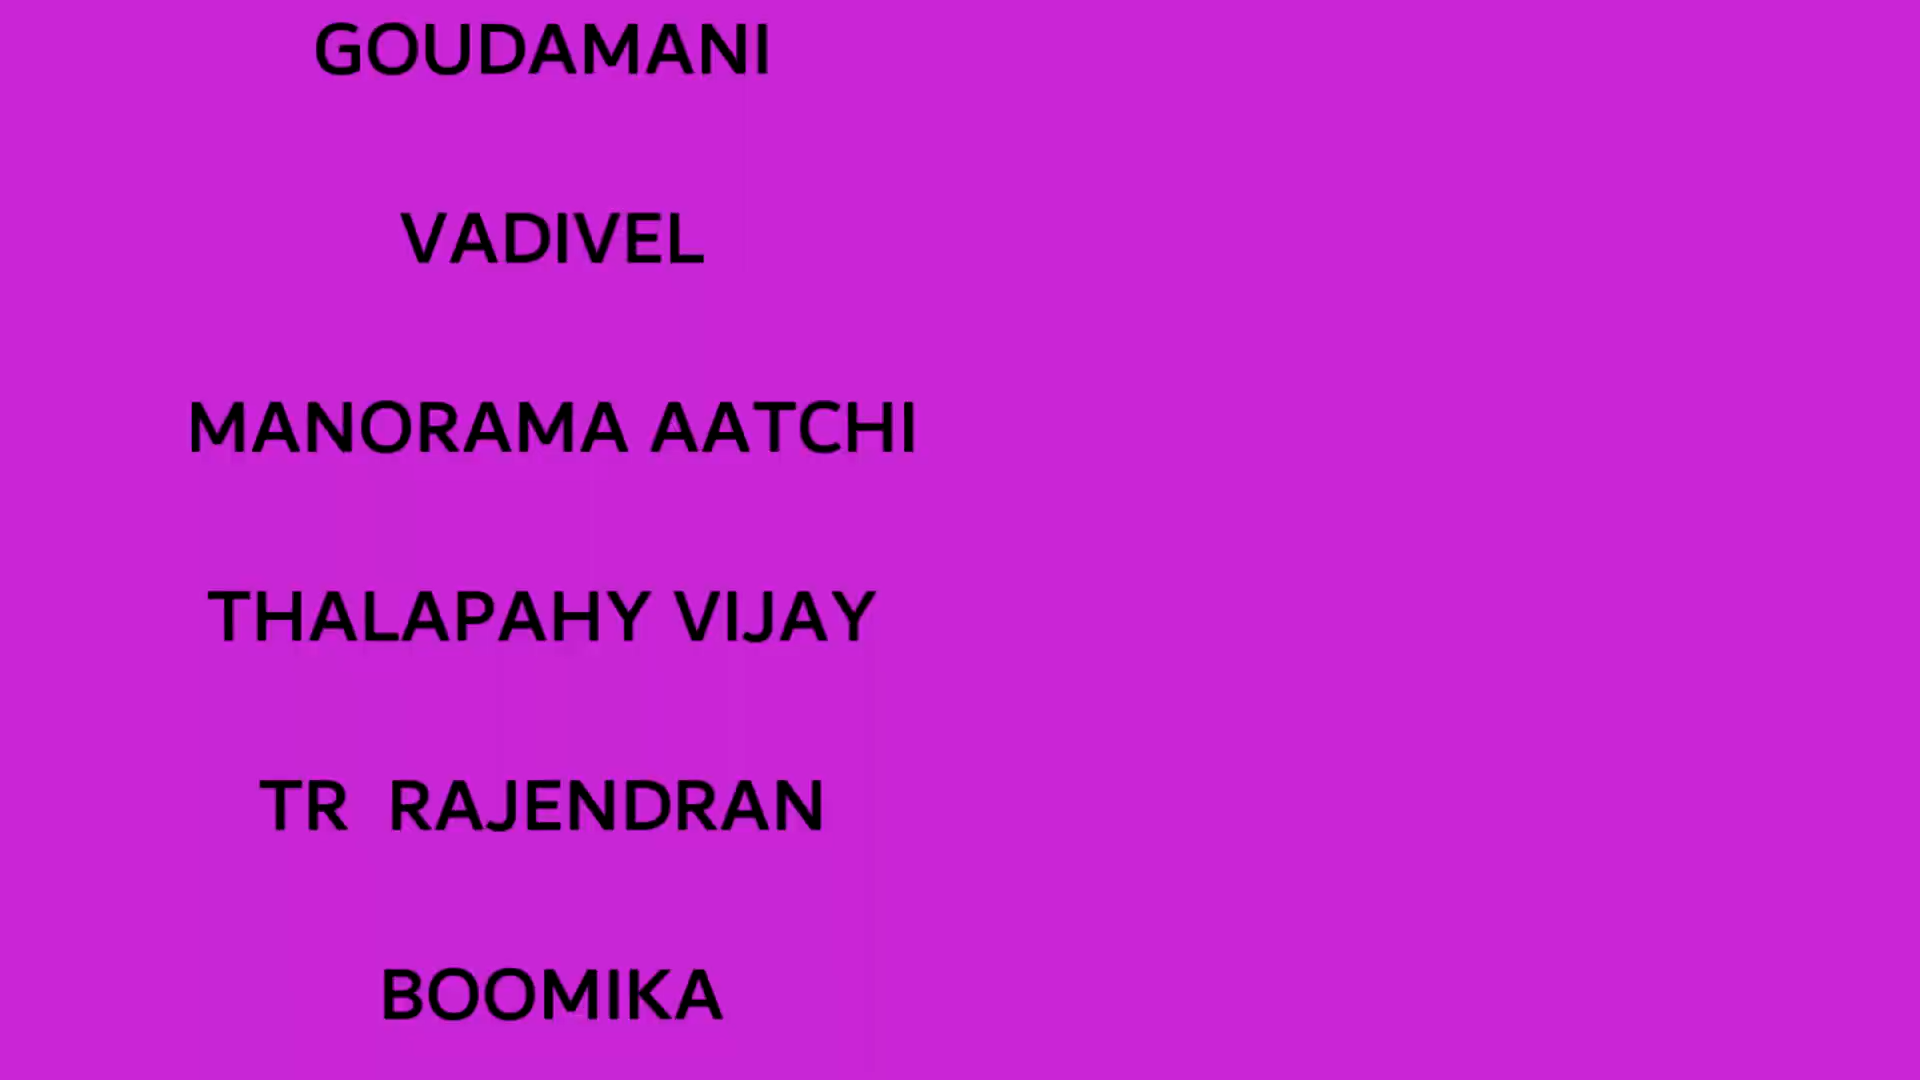 GOUDAMANI
VADIVEL
MANORAMA AATCHI
THALAPAHY VIJAY
TR  RAJENDRAN
BOOMIKA